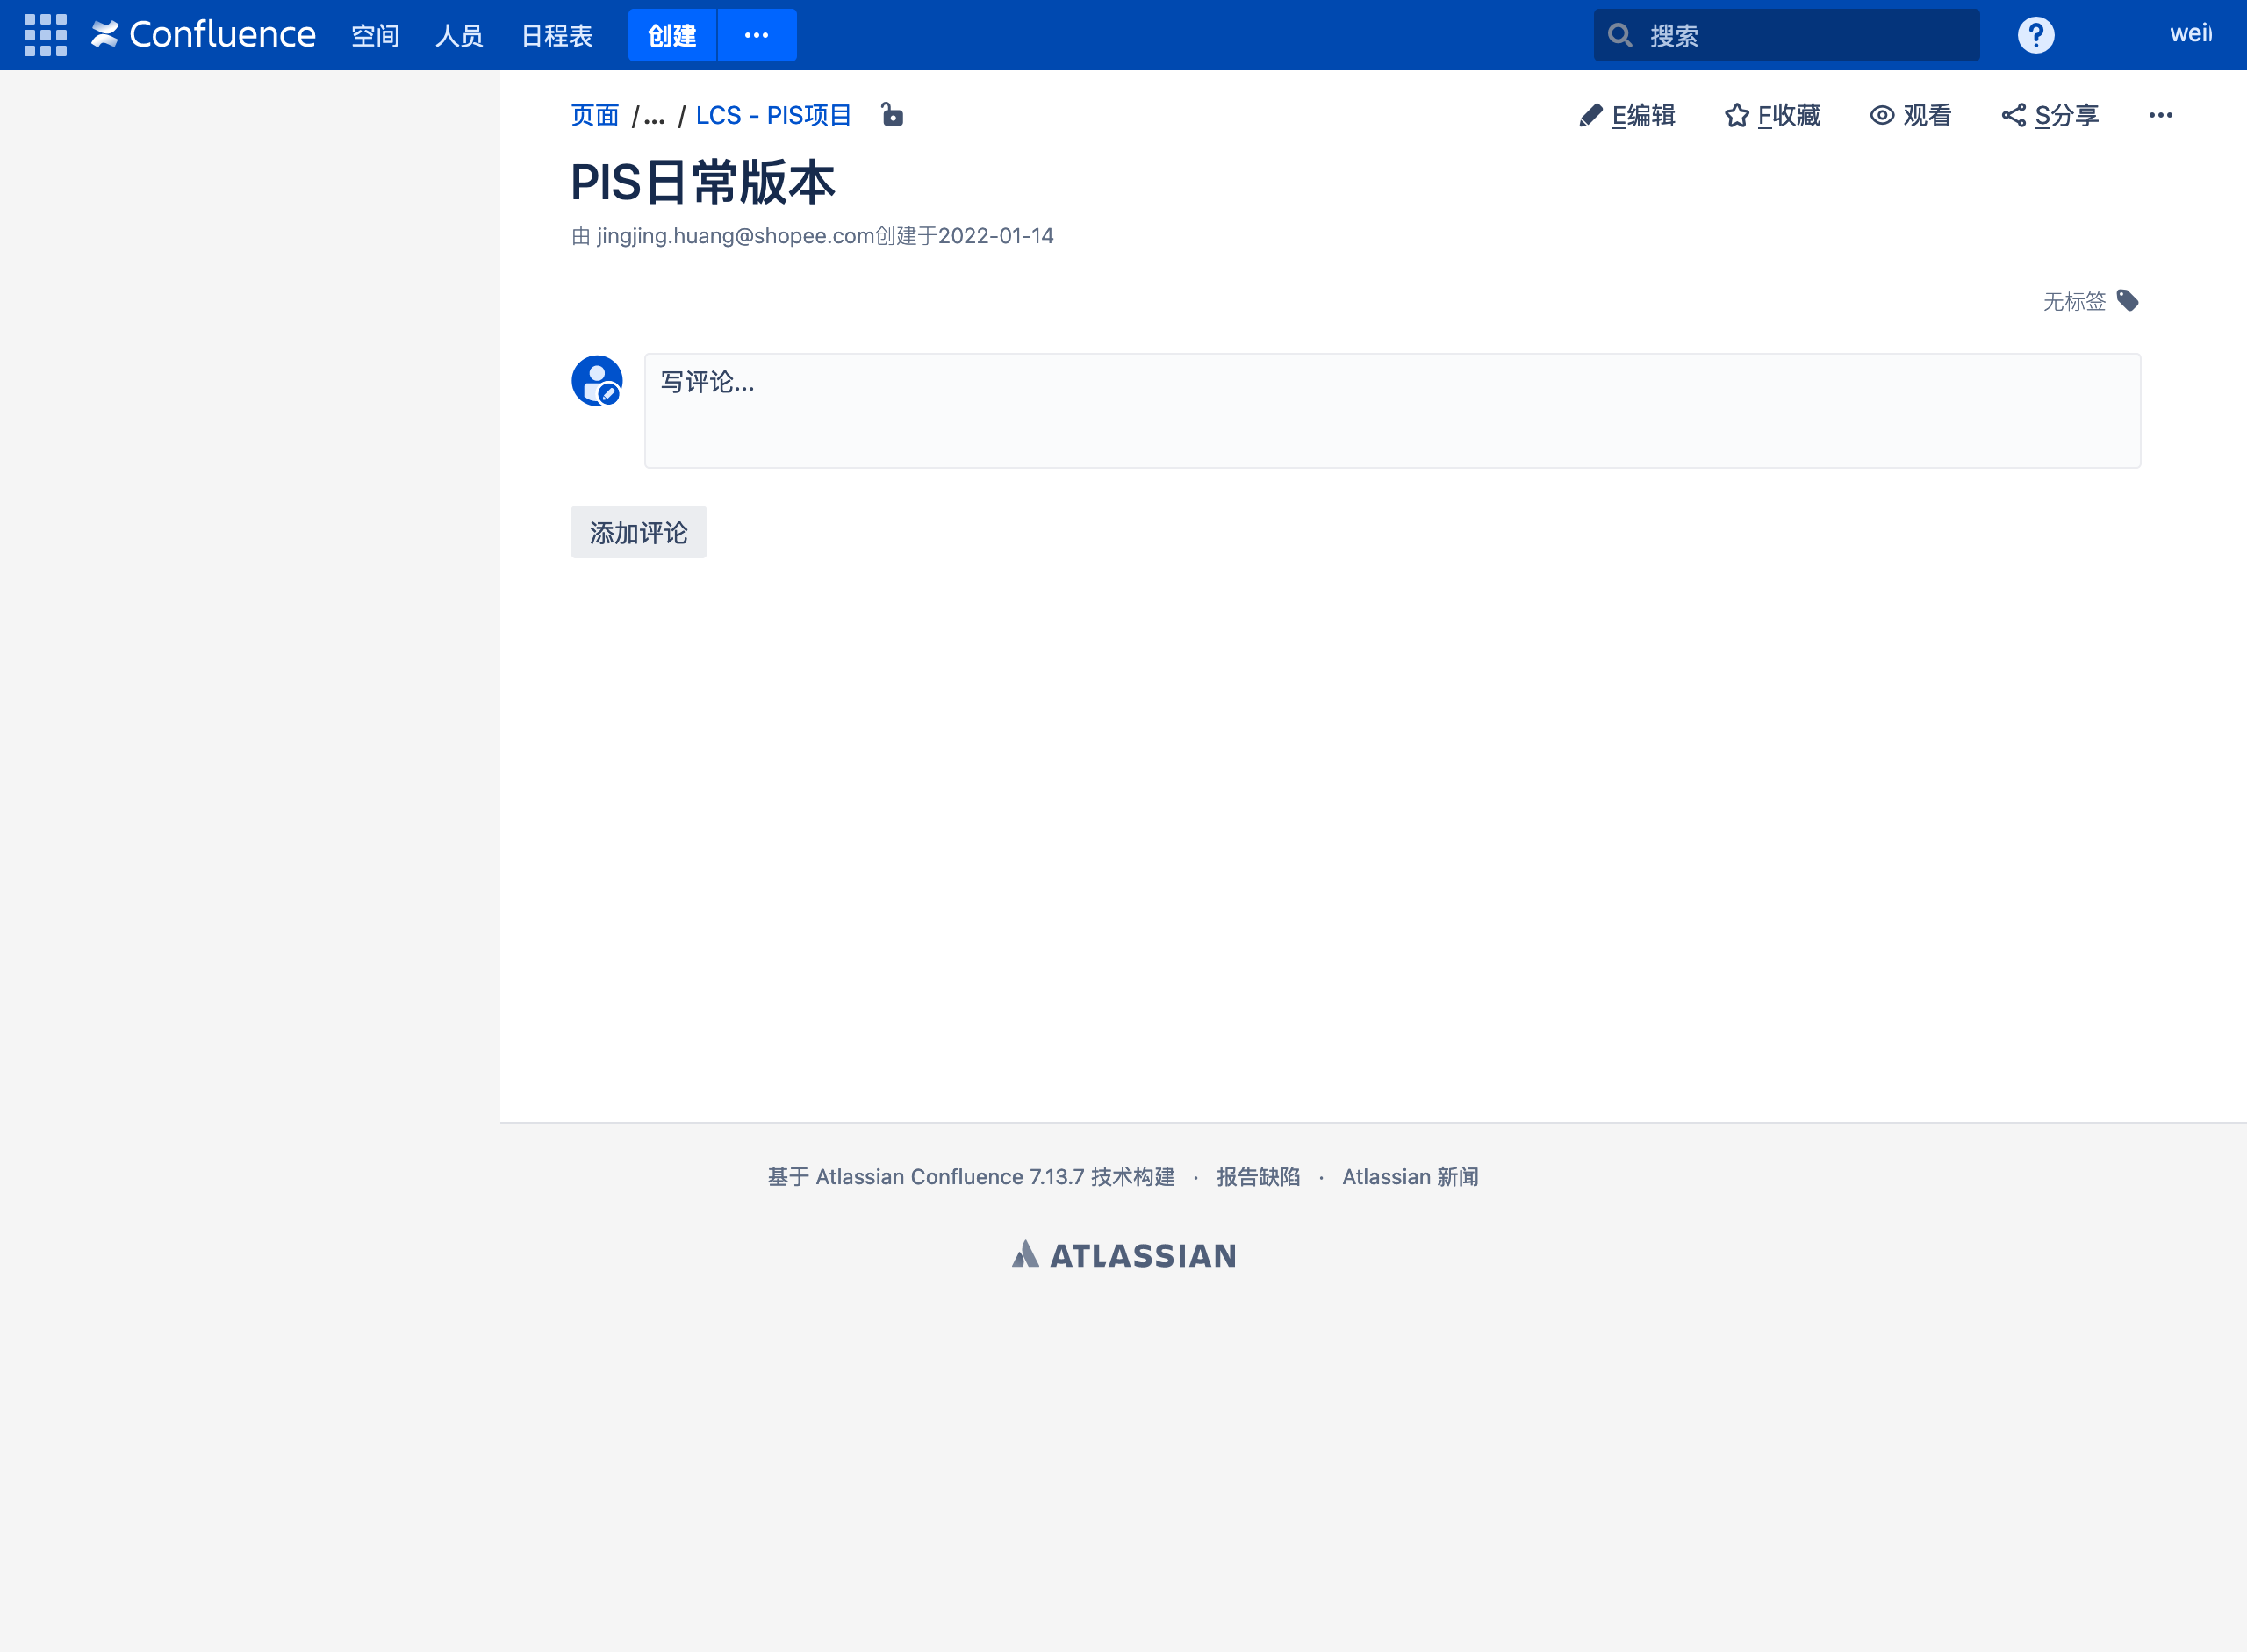 Confluence 空间 人员 日程表 创建 ··· 搜索 ?
页面 / ... / LCS - PIS项目 E编辑 F收藏 观看 S分享 ···
PIS日常版本
由 jingjing.huang@shopee.com创建于2022-01-14
无标签
写评论...
添加评论
基于 Atlassian Confluence 7.13.7 技术构建 · 报告缺陷 · Atlassian 新闻
ATLASSIAN